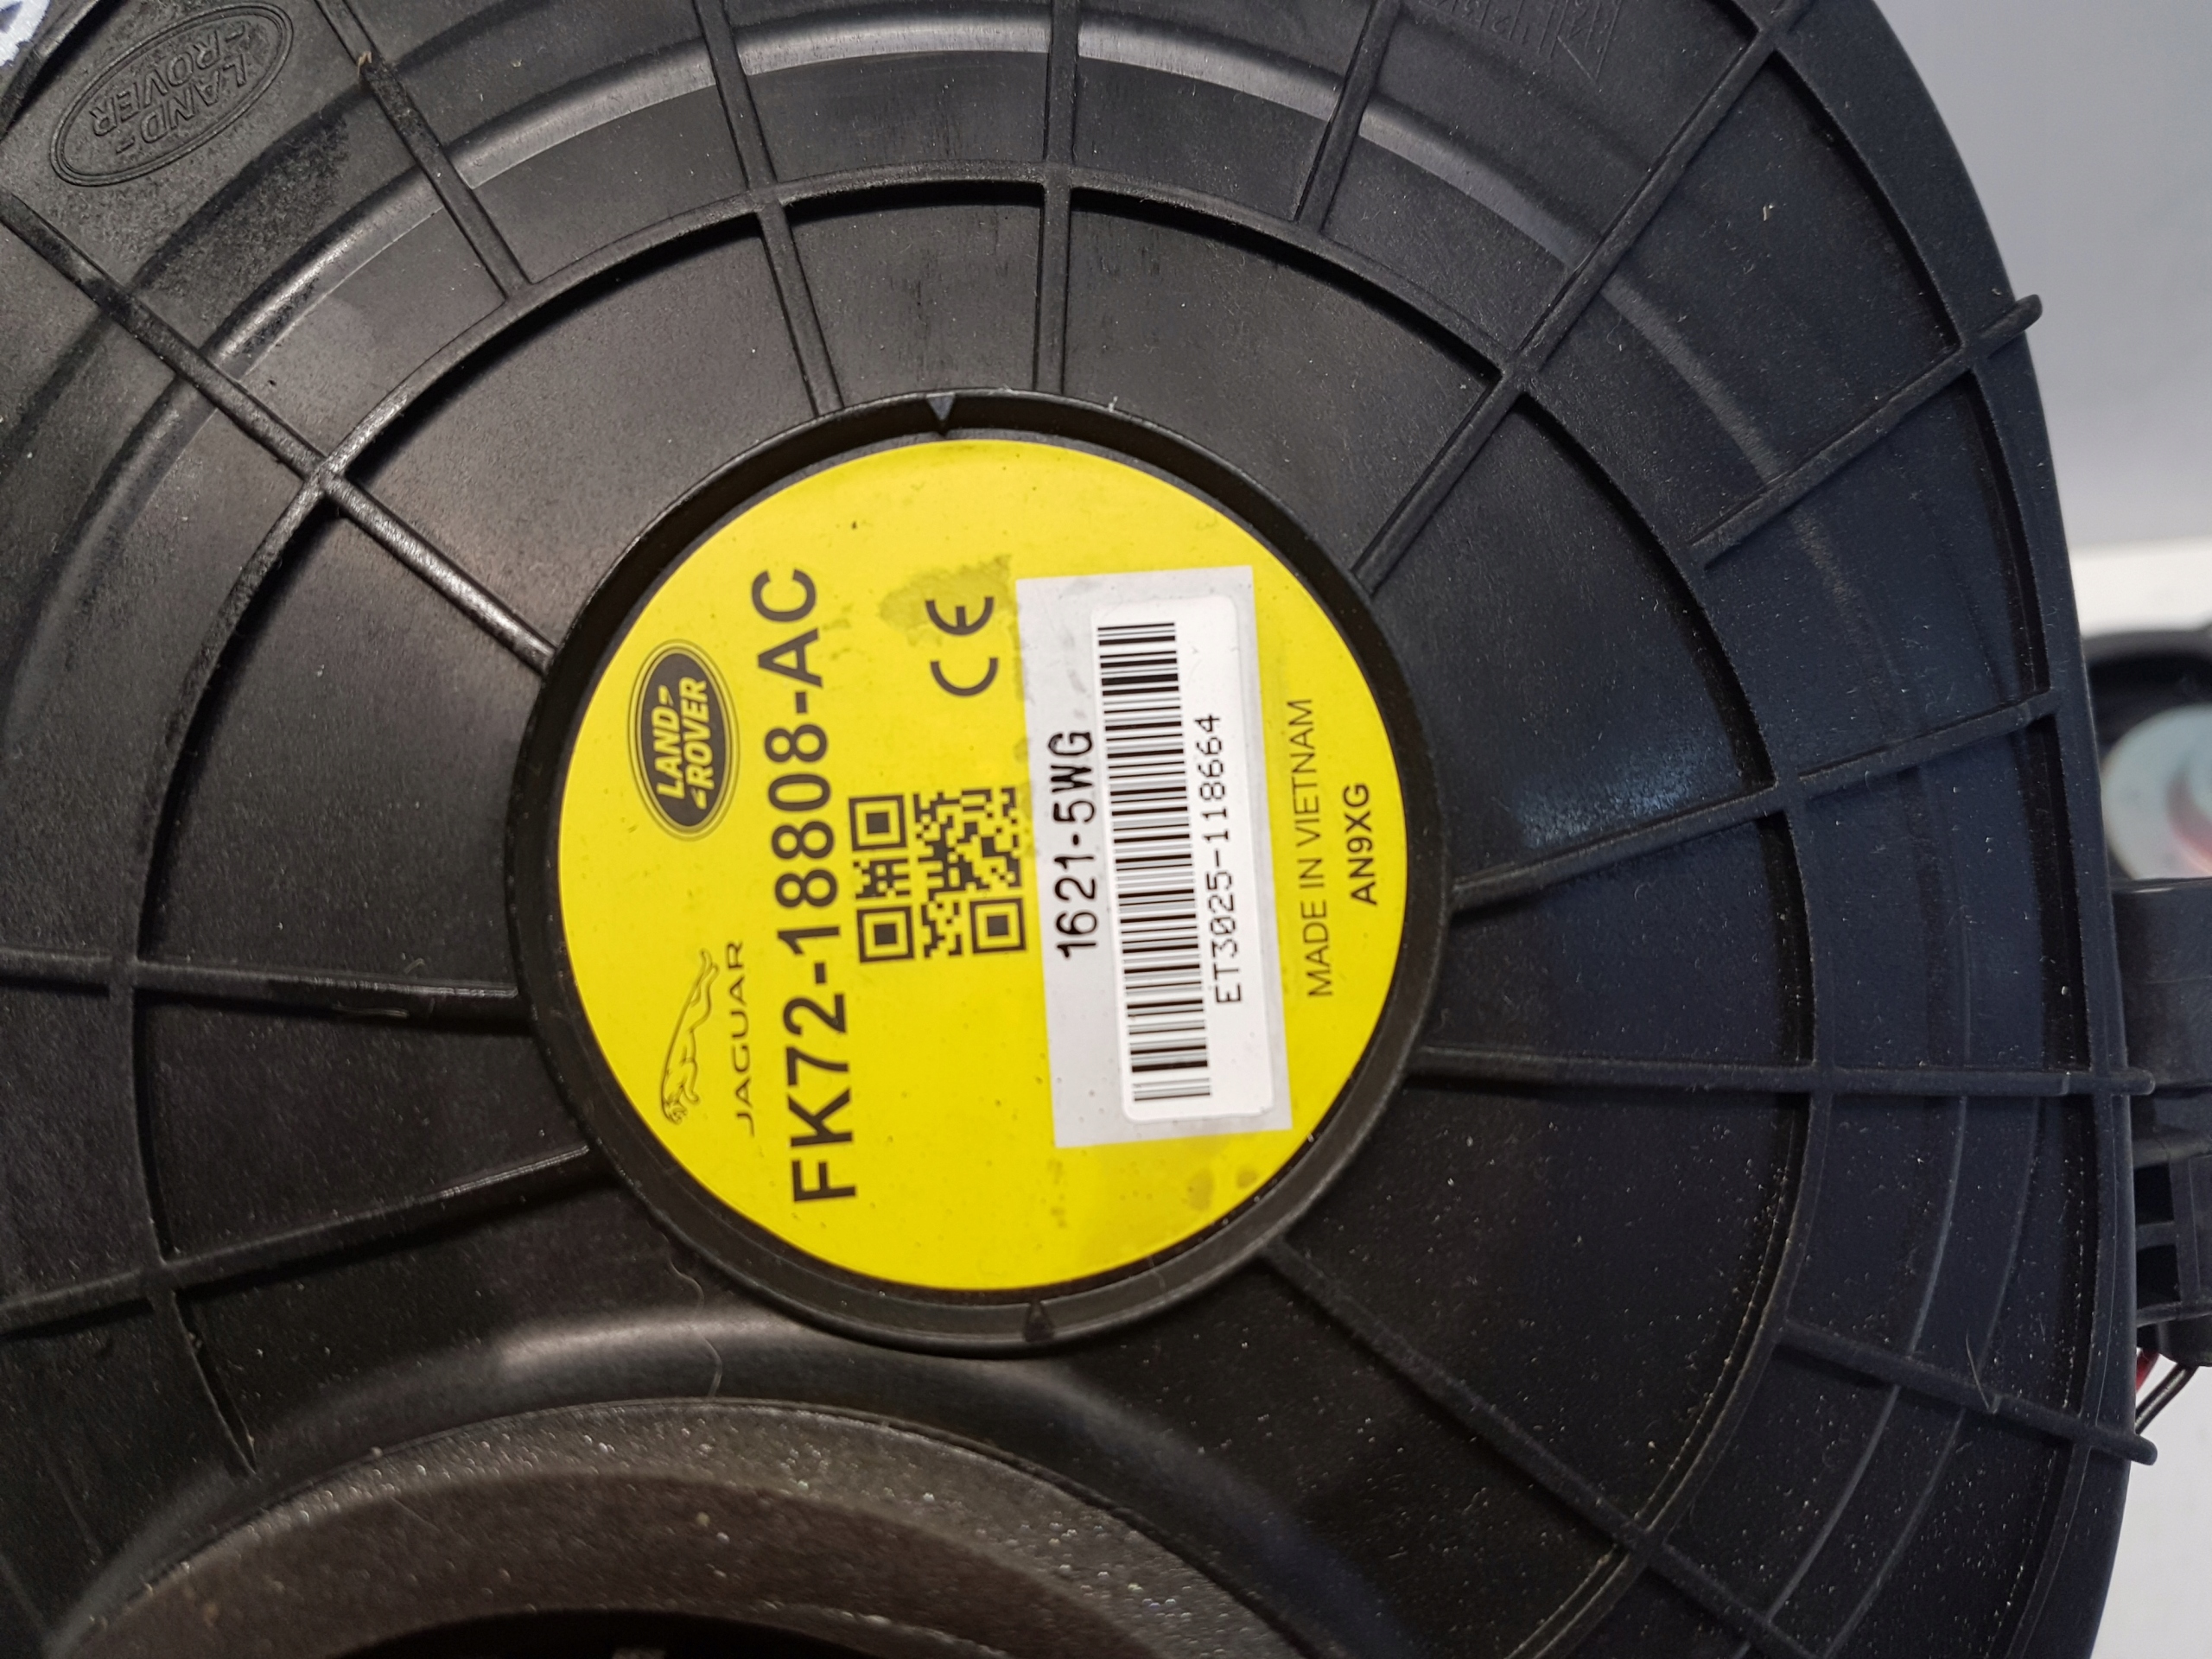 LAND
ROVER
JAGUAR
LAND
ROVER
FK72-18808-AC
CE
1621-5WG
ET3025-118664
MADE IN VIETNAM
AN9XG